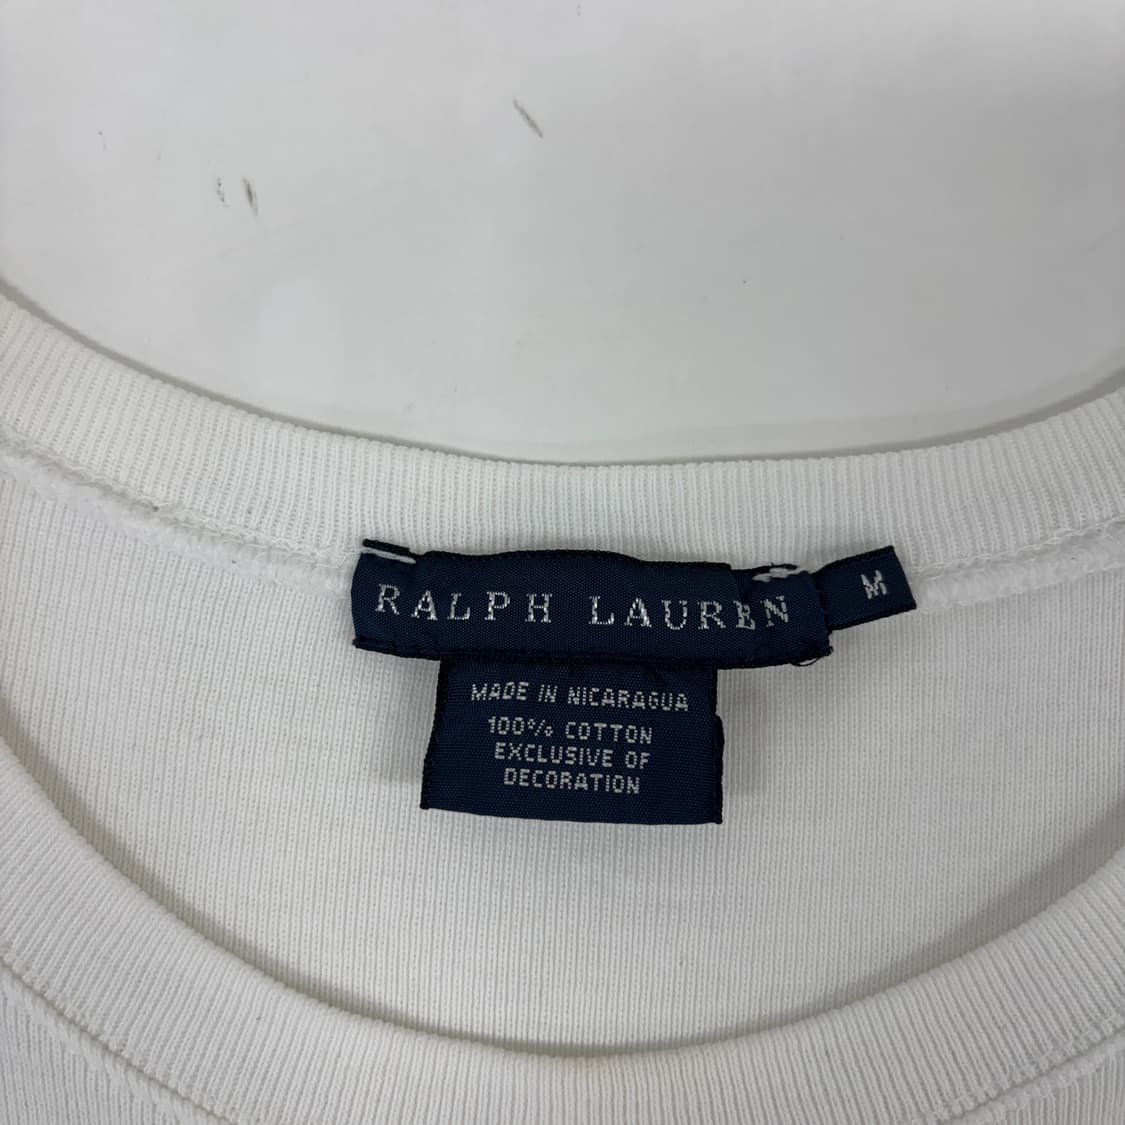 RALPH LAUREN
M
MADE IN NICARAGUA
100% COTTON
EXCLUSIVE OF
DECORATION